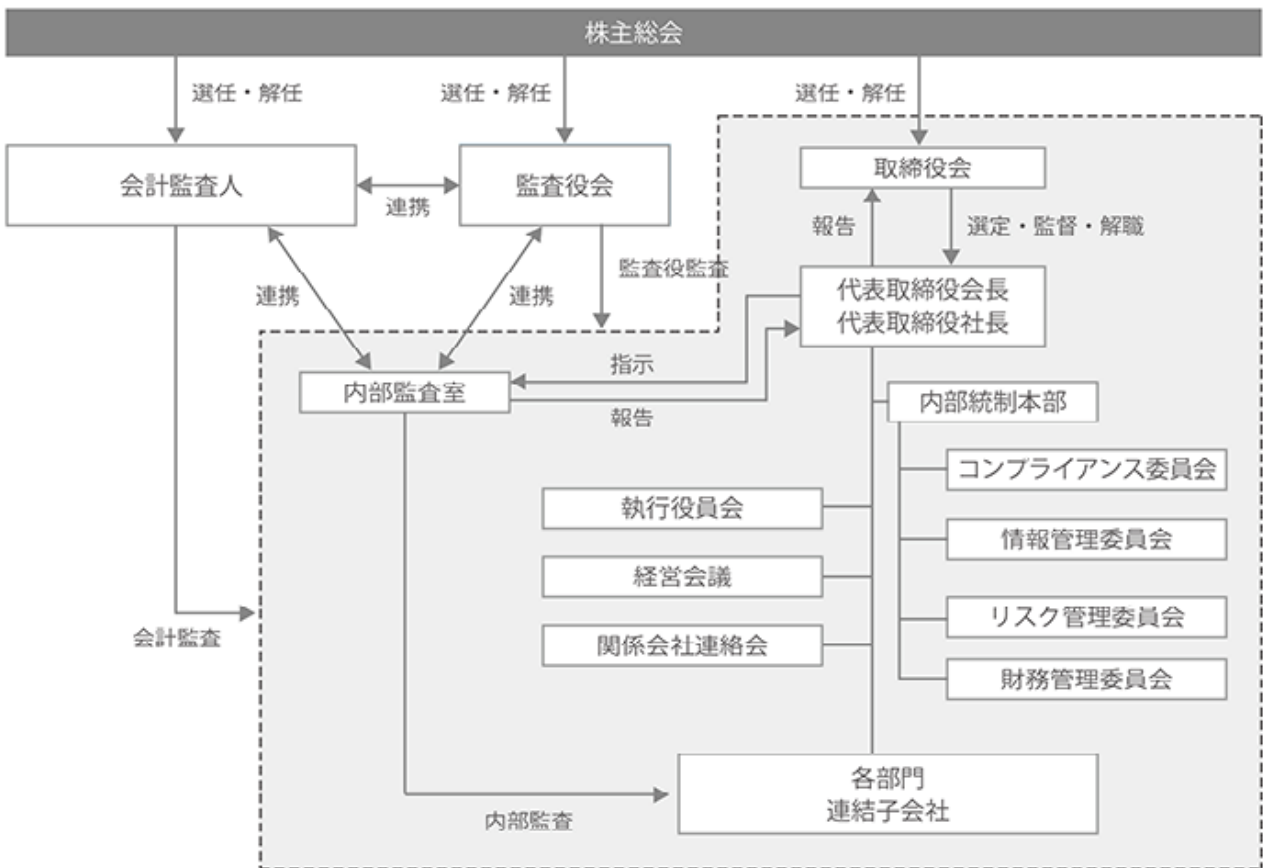 株主総会
選任・解任
選任・解任
選任・解任
会計監査人
連携
監査役会
取締役会
報告
選定・監督・解職
監査役監査
連携
連携
代表取締役会長
代表取締役社長
指示
内部監査室
報告
内部統制本部
コンプライアンス委員会
執行役員会
情報管理委員会
経営会議
リスク管理委員会
会計監査
関係会社連絡会
財務管理委員会
各部門
連結子会社
内部監査